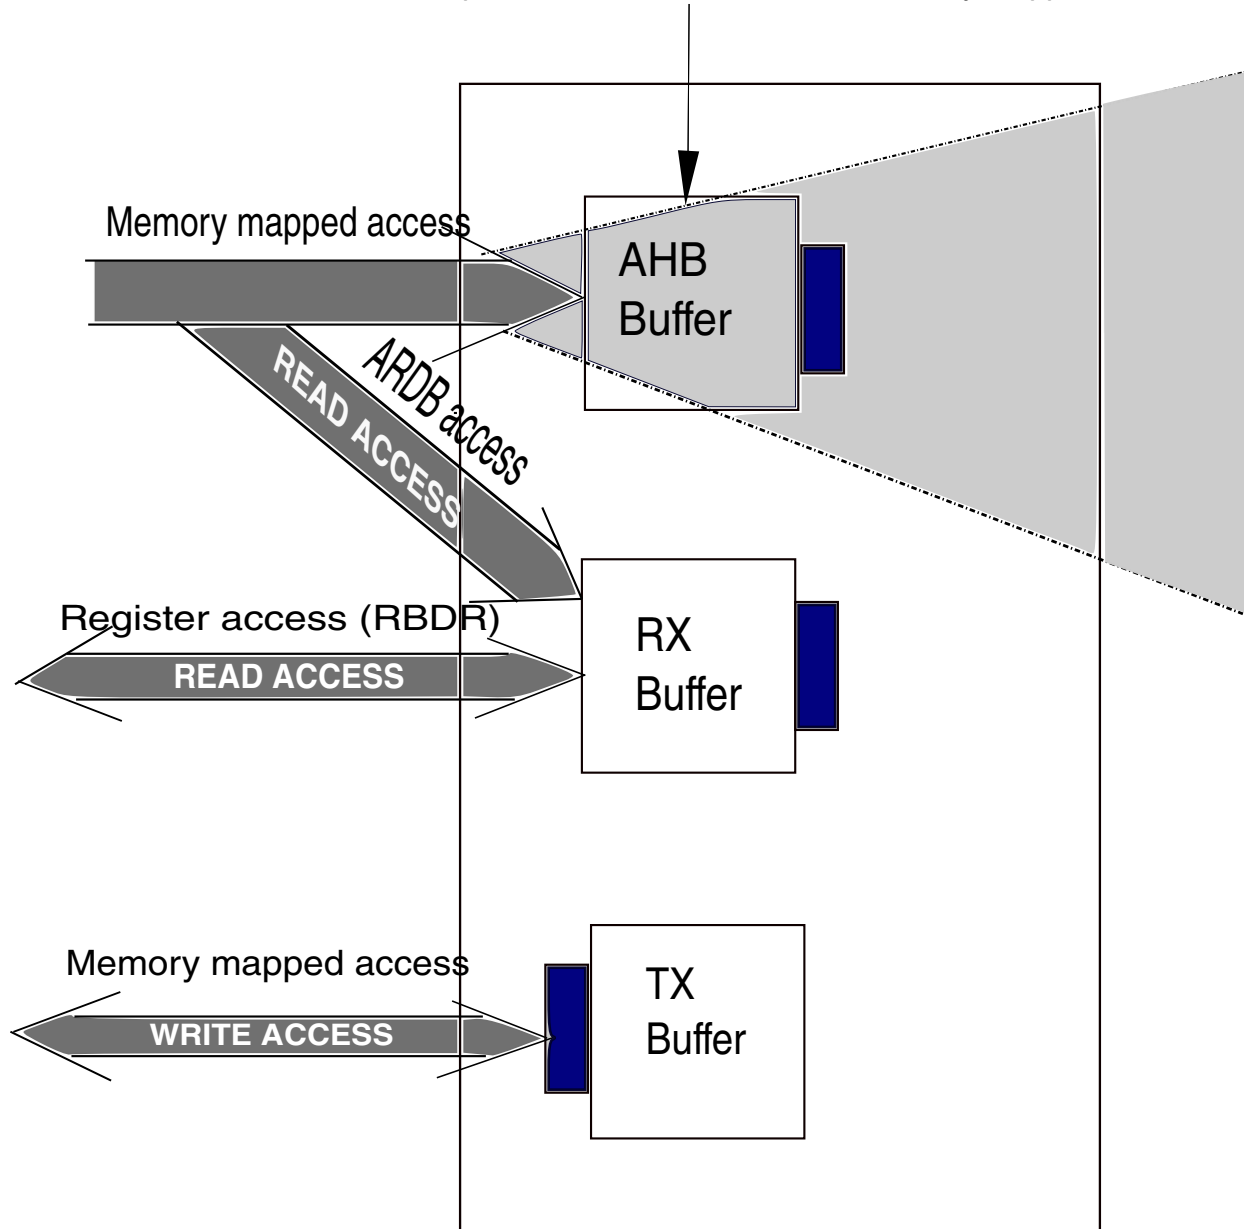 Memory mapped access
AHB
Buffer
ARDB access
READ ACCESS
Register access (RBDR)
READ ACCESS
RX
Buffer
Memory mapped access
WRITE ACCESS
TX
Buffer